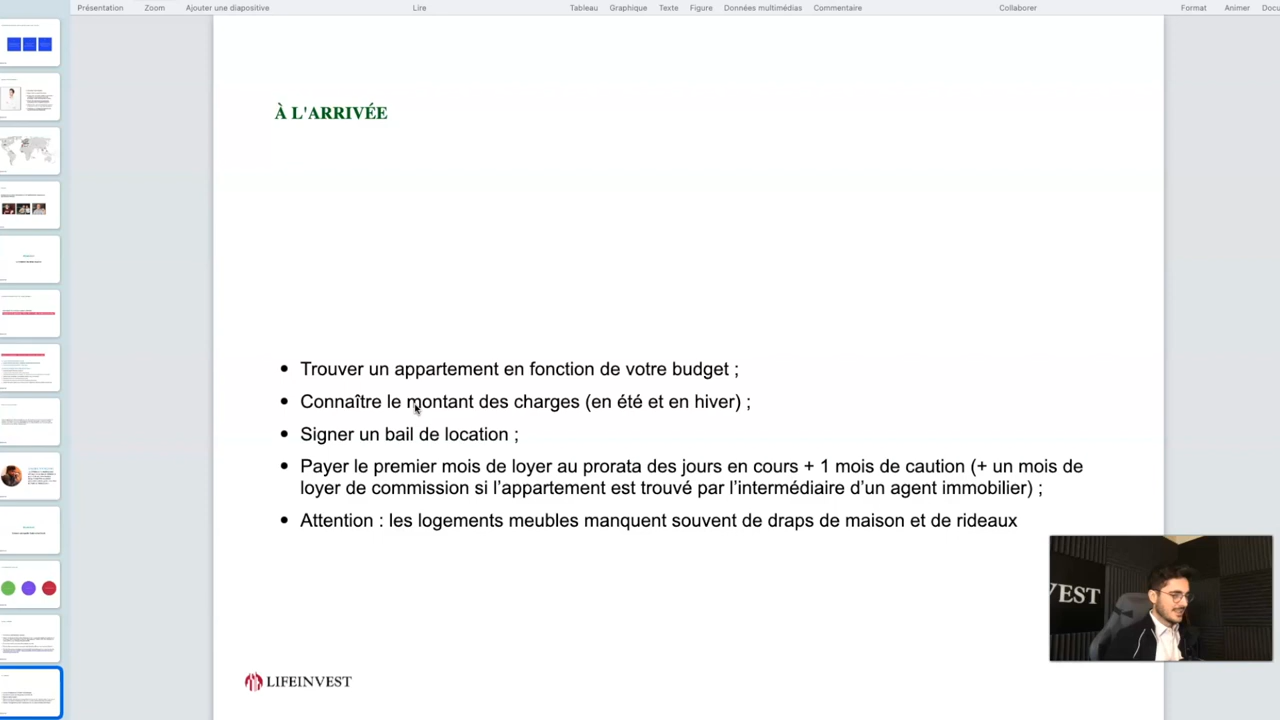 Présentation Zoom Ajouter une diapositive Lire Tableau Graphique Texte Figure Données multimédias Commentaire Collaborer Format Animer Docu
À L'ARRIVÉE
Trouver un appartement en fonction de votre budget ;
Connaître le montant des charges (en été et en hiver) ;
Signer un bail de location ;
Payer le premier mois de loyer au prorata des jours en cours + 1 mois de caution (+ un mois de
loyer de commission si l'appartement est trouvé par l'intermédiaire d'un agent immobilier) ;
Attention : les logements meubles manquent souvent de draps de maison et de rideaux
VEST
LIFEINVEST